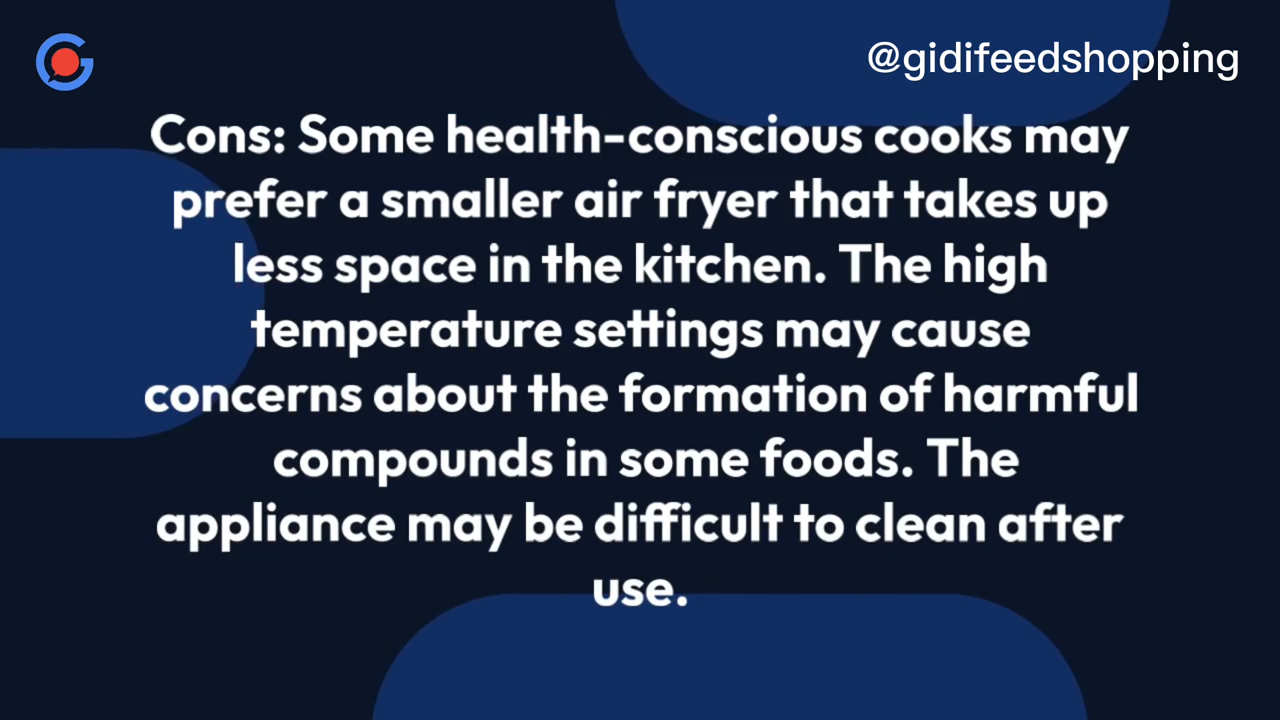 @gidifeedshopping
Cons: Some health-conscious cooks may
prefer a smaller air fryer that takes up
less space in the kitchen. The high
temperature settings may cause
concerns about the formation of harmful
compounds in some foods. The
appliance may be difficult to clean after
use.